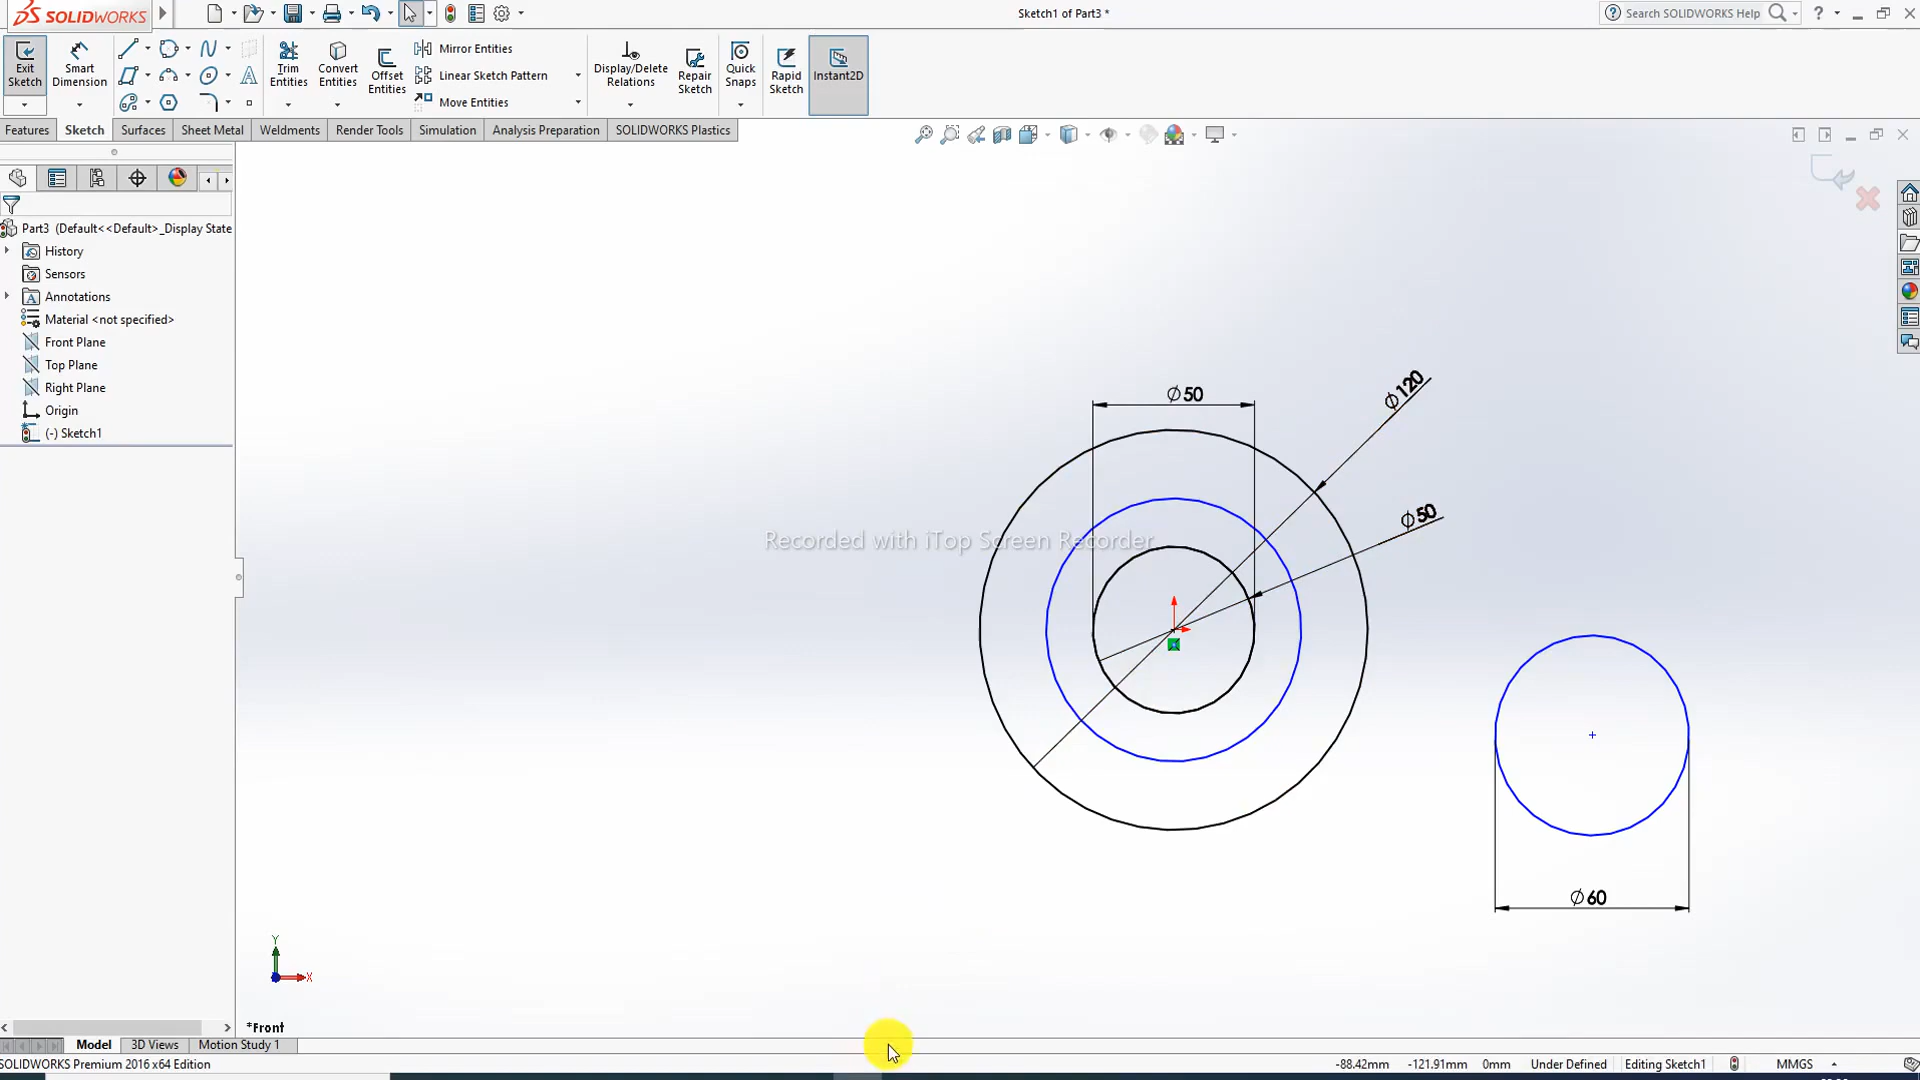 SOLIDWORKS
Sketch1 of Part3 *
Search SOLIDWORKS Help
?
Exit Sketch
Smart Dimension
Trim Entities
Convert Entities
Offset Entities
Mirror Entities
Linear Sketch Pattern
Move Entities
Display/Delete Relations
Repair Sketch
Quick Snaps
Rapid Sketch
Instant2D
Features
Sketch
Surfaces
Sheet Metal
Weldments
Render Tools
Simulation
Analysis Preparation
SOLIDWORKS Plastics
Part3 (Default<<Default>_Display State
History
Sensors
Annotations
Material <not specified>
Front Plane
Top Plane
Right Plane
Origin
(-) Sketch1
∅50
∅120
∅50
Recorded with iTop Screen Recorder
∅60
Y
X
*Front
Model
3D Views
Motion Study 1
SOLIDWORKS Premium 2016 x64 Edition
-88.42mm
-121.91mm
0mm
Under Defined
Editing Sketch1
MMGS